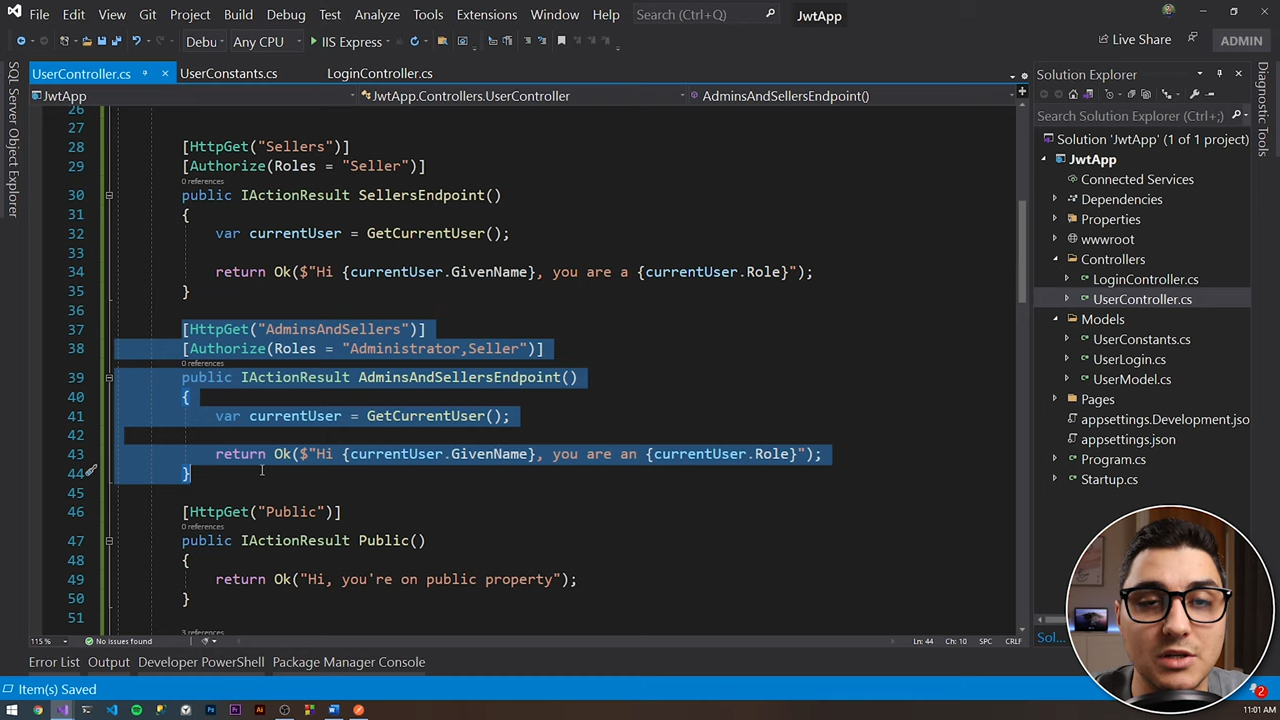 File Edit View Git Project Build Debug Test Analyze Tools Extensions Window Help Search (Ctrl+Q) JwtApp
Debu Any CPU IIS Express Live Share ADMIN
UserController.cs UserConstants.cs LoginController.cs
JwtApp JwtApp.Controllers.UserController AdminsAndSellersEndpoint()
26
27
28 [HttpGet("Sellers")]
29 [Authorize(Roles = "Seller")]
0 references
30 public IActionResult SellersEndpoint()
31 {
32 var currentUser = GetCurrentUser();
33
34 return Ok($"Hi {currentUser.GivenName}, you are a {currentUser.Role}");
35 }
36
37 [HttpGet("AdminsAndSellers")]
38 [Authorize(Roles = "Administrator,Seller")]
0 references
39 public IActionResult AdminsAndSellersEndpoint()
40 {
41 var currentUser = GetCurrentUser();
42
43 return Ok($"Hi {currentUser.GivenName}, you are an {currentUser.Role}");
44 }
45
46 [HttpGet("Public")]
0 references
47 public IActionResult Public()
48 {
49 return Ok("Hi, you're on public property");
50 }
51
3 references
115 % No issues found Ln: 44 Ch: 10 SPC CRLF
SQL Server Object Explorer
Solution Explorer
Search Solution Explorer (Ctrl+;)
Solution 'JwtApp' (1 of 1 project)
JwtApp
Connected Services
Dependencies
Properties
wwwroot
Controllers
LoginController.cs
UserController.cs
Models
UserConstants.cs
UserLogin.cs
UserModel.cs
Pages
appsettings.Development.jso
appsettings.json
Program.cs
Startup.cs
Sol...
Diagnostic Tools
Error List Output Developer PowerShell Package Manager Console
Item(s) Saved
2
11:01 AM